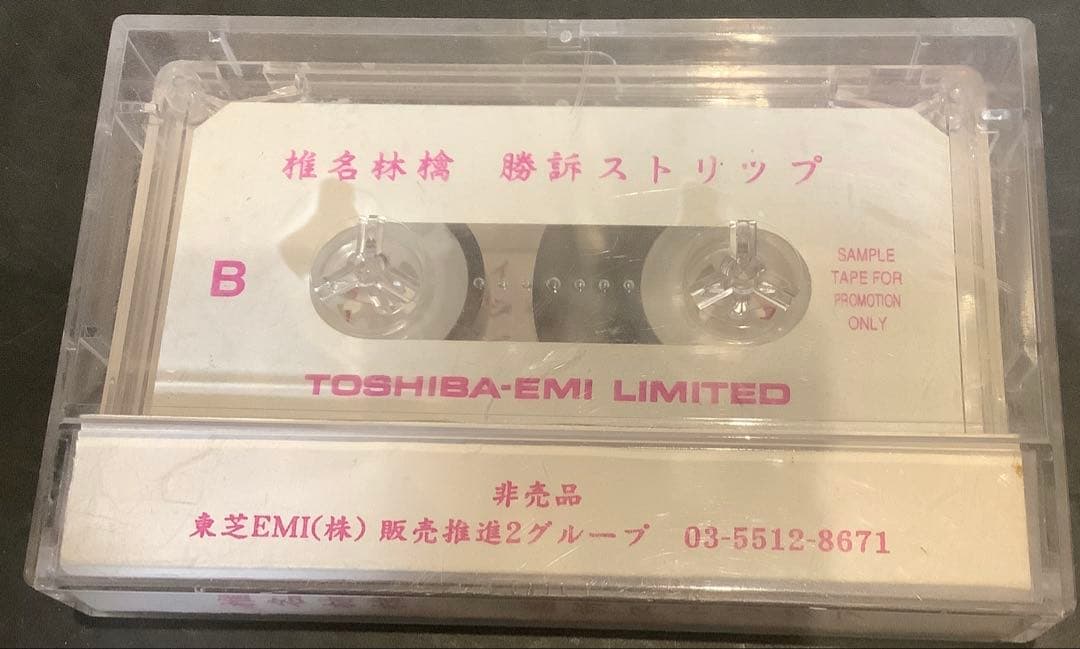 椎名林檎 勝訴ストリップ
B
SAMPLE
TAPE FOR
PROMOTION
ONLY
TOSHIBA-EMI LIMITED
非売品
東芝EMI(株) 販売推進2グループ 03-5512-8671